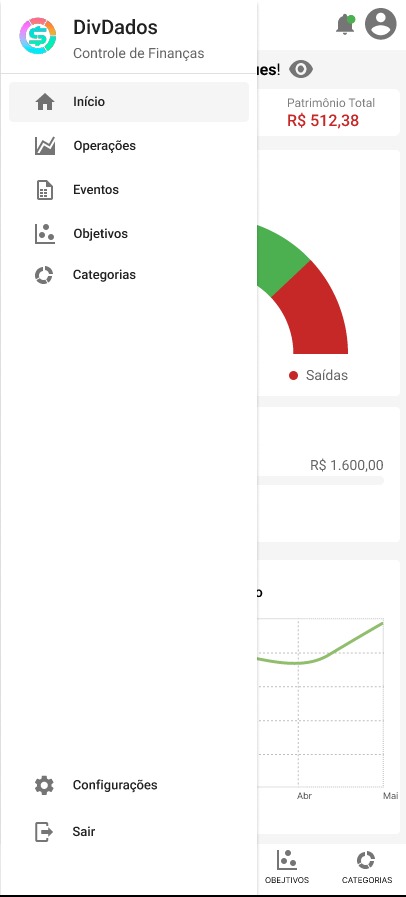 DivDados
Controle de Finanças
Início
Operações
Eventos
Objetivos
Categorias
Configurações
Sair
ues!
Patrimônio Total
R$ 512,38
Saídas
R$ 1.600,00
o
Abr
Mai
OBEJTIVOS
CATEGORIAS